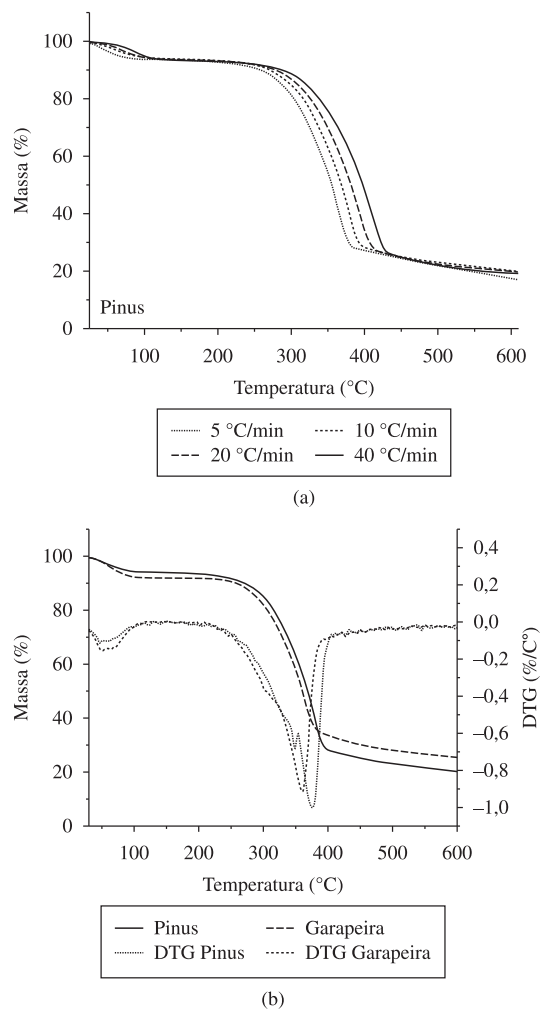 100
80
60
40
20
0
Massa (%)
Pinus
100 200 300 400 500 600
Temperatura (°C)
5 °C/min 10 °C/min
20 °C/min 40 °C/min
(a)
100
80
60
40
20
0
Massa (%)
0,4
0,2
0,0
–0,2
–0,4
–0,6
–0,8
–1,0
DTG (%/C°)
100 200 300 400 500 600
Temperatura (°C)
Pinus Garapeira
DTG Pinus DTG Garapeira
(b)